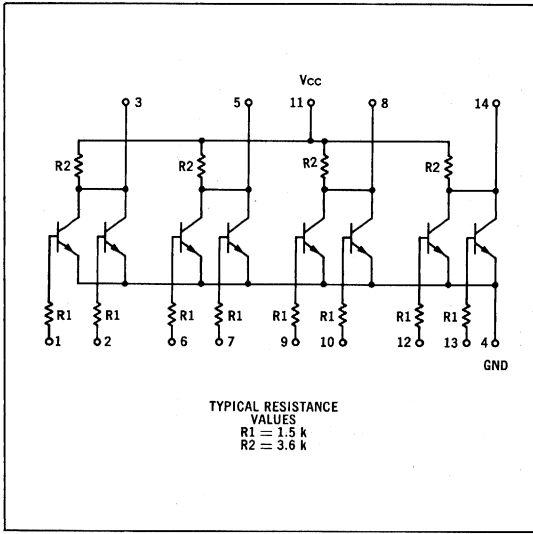 Vcc
3 5 11 8 14
R2 R2 R2 R2
R1 R1 R1 R1 R1 R1 R1 R1
1 2 6 7 9 10 12 13 4
GND
TYPICAL RESISTANCE
VALUES
R1 = 1.5 k
R2 = 3.6 k